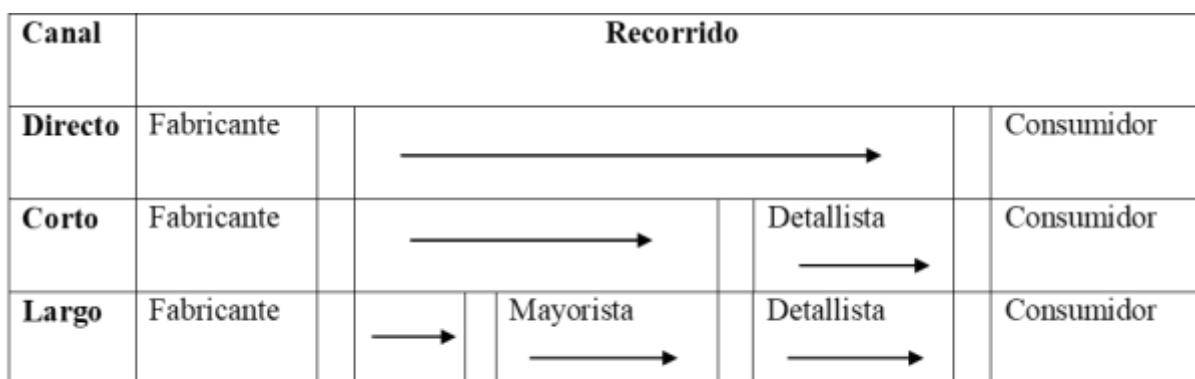 Canal Recorrido
Directo Fabricante Consumidor
Corto Fabricante Detallista Consumidor
Largo Fabricante Mayorista Detallista Consumidor